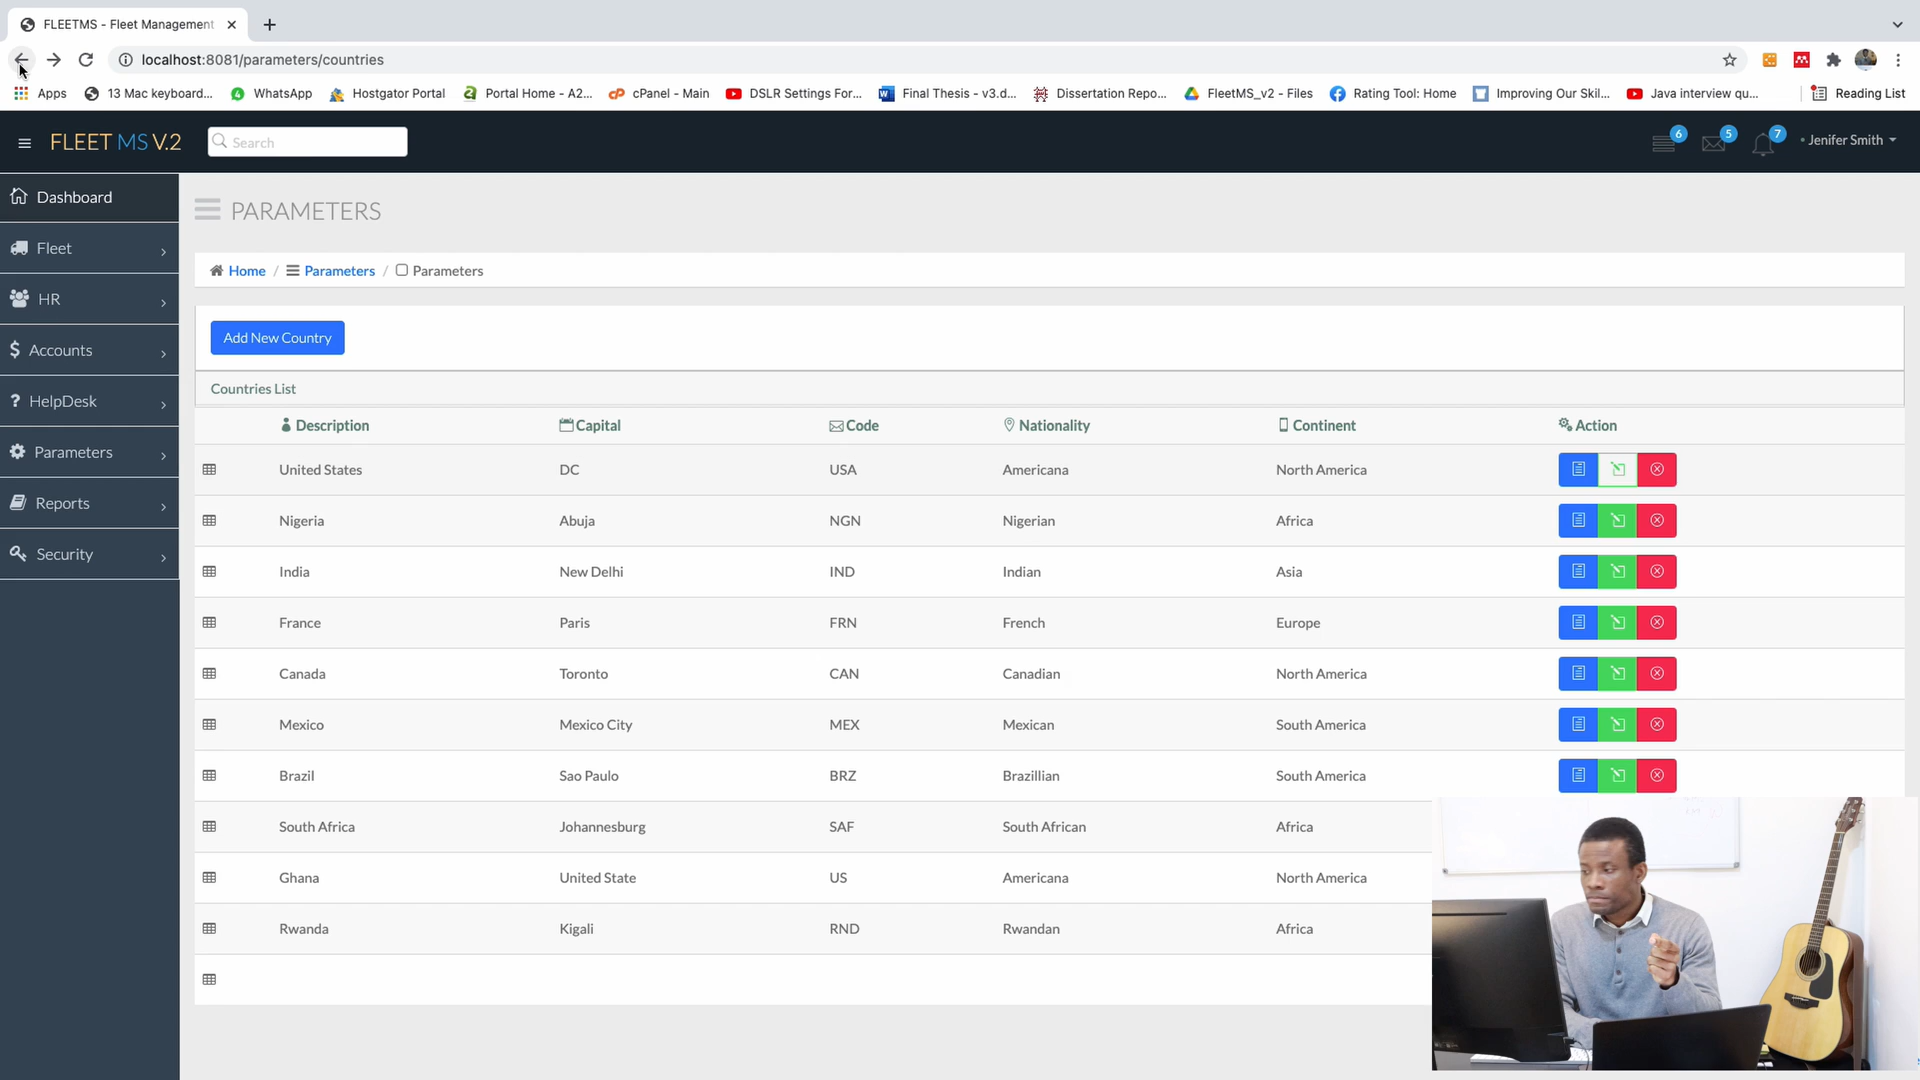 FLEETMS - Fleet Management
localhost:8081/parameters/countries
Apps 13 Mac keyboard... WhatsApp Hostgator Portal Portal Home - A2... cPanel - Main DSLR Settings For... Final Thesis - v3.d... Dissertation Repo... FleetMS_v2 - Files Rating Tool: Home Improving Our Skil... Java interview qu... Reading List
FLEET MS V.2 Search 6 5 7 Jenifer Smith
Dashboard
Fleet
HR
Accounts
HelpDesk
Parameters
Reports
Security
PARAMETERS
Home / Parameters / Parameters
Add New Country
Countries List
Description Capital Code Nationality Continent Action
United States DC USA Americana North America
Nigeria Abuja NGN Nigerian Africa
India New Delhi IND Indian Asia
France Paris FRN French Europe
Canada Toronto CAN Canadian North America
Mexico Mexico City MEX Mexican South America
Brazil Sao Paulo BRZ Brazillian South America
South Africa Johannesburg SAF South African Africa
Ghana United State US Americana North America
Rwanda Kigali RND Rwandan Africa